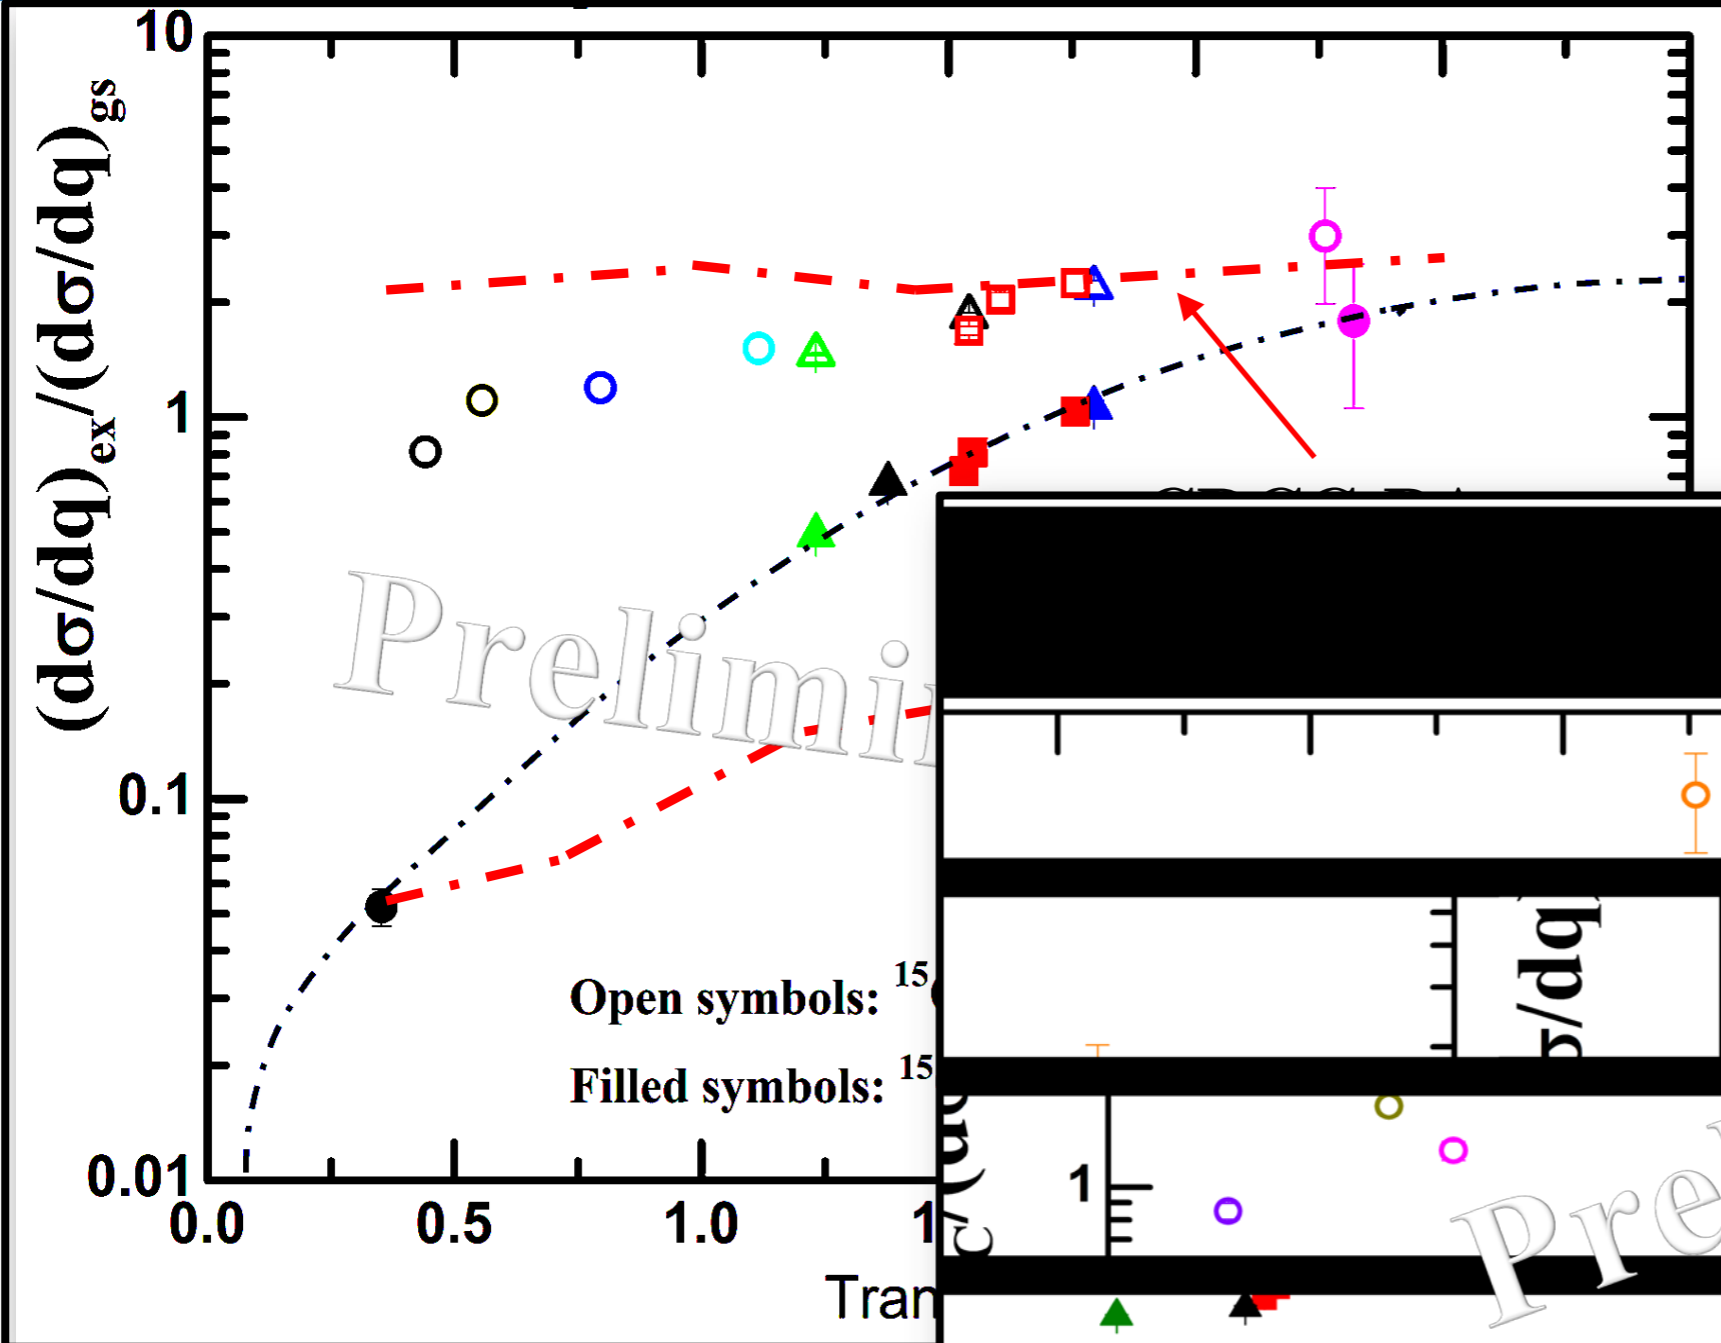 10
(dσ/dq)ex/(dσ/dq)gs
1
0.1
0.01
0.0 0.5 1.0 1
Tran
Prelimi
Open symbols: 15
Filled symbols: 15
σ/dq)
1
Pre